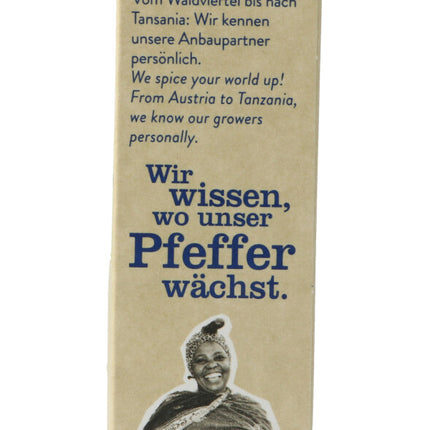 Vom Waldviertel bis nach
Tansania: Wir kennen
unsere Anbaupartner
persönlich.
We spice your world up!
From Austria to Tanzania,
we know our growers
personally.
Wir
wissen,
wo unser
Pfeffer
wächst.